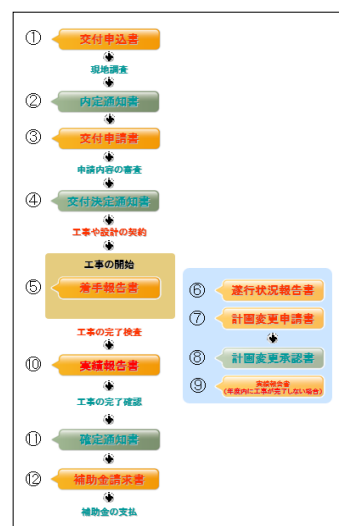 ① 交付申込書
現地調査
② 内定通知書
③ 交付申請書
申請内容の審査
④ 交付決定通知書
工事や設計の契約
工事の開始
⑤ 着手報告書
工事の完了検査
⑩ 実績報告書
工事の完了確認
⑪ 確定通知書
⑫ 補助金請求書
補助金の支払
⑥ 遂行状況報告書
⑦ 計画変更申請書
⑧ 計画変更承認書
⑨ 実績報告書
(年度内に工事が完了しない場合)